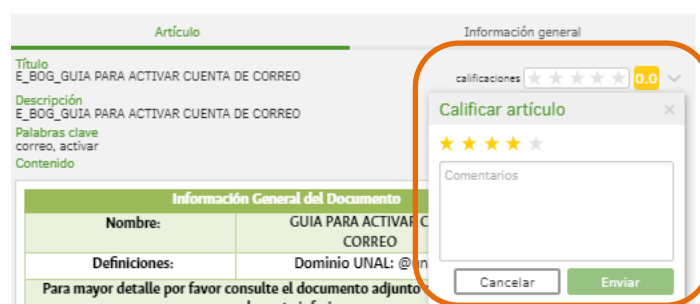 Artículo
Información general
Título
E_BOG_GUIA PARA ACTIVAR CUENTA DE CORREO
calificaciones 0.0
Descripción
E_BOG_GUIA PARA ACTIVAR CUENTA DE CORREO
Palabras clave
correo, activar
Contenido
Calificar artículo
Comentarios
Cancelar
Enviar
Información General del Documento
Nombre:
GUIA PARA ACTIVAR C
CORREO
Definiciones:
Dominio UNAL:
Para mayor detalle por favor consulte el documento adjunto